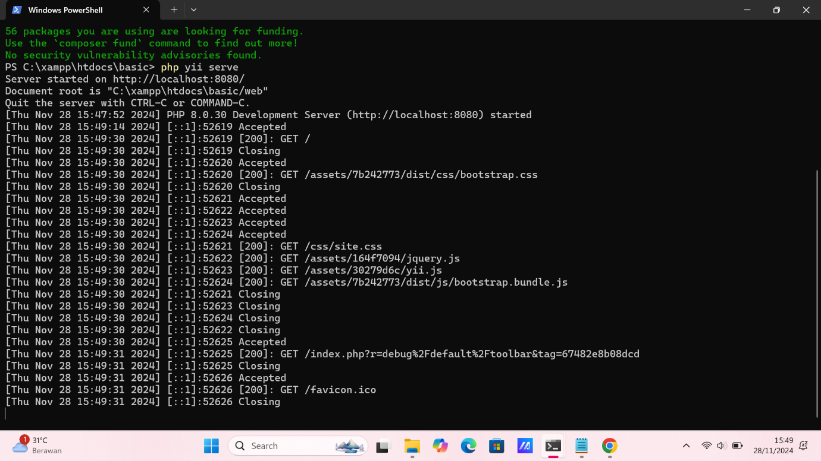 Windows PowerShell
56 packages you are using are looking for funding.
Use the `composer fund` command to find out more!
No security vulnerability advisories found.
PS C:\xampp\htdocs\basic> php yii serve
Server started on http://localhost:8080/
Document root is "C:\xampp\htdocs\basic/web"
Quit the server with CTRL-C or COMMAND-C.
[Thu Nov 28 15:47:52 2024] PHP 8.0.30 Development Server (http://localhost:8080) started
[Thu Nov 28 15:49:14 2024] [::1]:52619 Accepted
[Thu Nov 28 15:49:30 2024] [::1]:52619 [200]: GET /
[Thu Nov 28 15:49:30 2024] [::1]:52619 Closing
[Thu Nov 28 15:49:30 2024] [::1]:52620 Accepted
[Thu Nov 28 15:49:30 2024] [::1]:52620 [200]: GET /assets/7b242773/dist/css/bootstrap.css
[Thu Nov 28 15:49:30 2024] [::1]:52620 Closing
[Thu Nov 28 15:49:30 2024] [::1]:52621 Accepted
[Thu Nov 28 15:49:30 2024] [::1]:52622 Accepted
[Thu Nov 28 15:49:30 2024] [::1]:52623 Accepted
[Thu Nov 28 15:49:30 2024] [::1]:52624 Accepted
[Thu Nov 28 15:49:30 2024] [::1]:52621 [200]: GET /css/site.css
[Thu Nov 28 15:49:30 2024] [::1]:52622 [200]: GET /assets/164f7094/jquery.js
[Thu Nov 28 15:49:30 2024] [::1]:52623 [200]: GET /assets/30279d6c/yii.js
[Thu Nov 28 15:49:30 2024] [::1]:52624 [200]: GET /assets/7b242773/dist/js/bootstrap.bundle.js
[Thu Nov 28 15:49:30 2024] [::1]:52621 Closing
[Thu Nov 28 15:49:30 2024] [::1]:52623 Closing
[Thu Nov 28 15:49:30 2024] [::1]:52624 Closing
[Thu Nov 28 15:49:30 2024] [::1]:52622 Closing
[Thu Nov 28 15:49:30 2024] [::1]:52625 Accepted
[Thu Nov 28 15:49:31 2024] [::1]:52625 [200]: GET /index.php?r=debug%2Fdefault%2Ftoolbar&tag=67482e8b08dcd
[Thu Nov 28 15:49:31 2024] [::1]:52625 Closing
[Thu Nov 28 15:49:31 2024] [::1]:52626 Accepted
[Thu Nov 28 15:49:31 2024] [::1]:52626 [200]: GET /favicon.ico
[Thu Nov 28 15:49:31 2024] [::1]:52626 Closing
1
31°C
Berawan
Search
15:49
28/11/2024